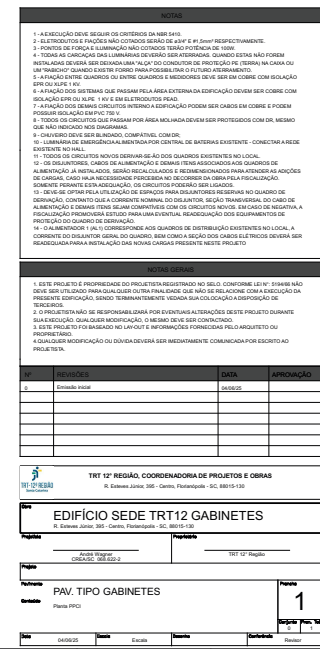 NOTAS
1 - A EXECUÇÃO DEVE SEGUIR OS CRITÉRIOS DA NBR 5410.
2 - ELETRODUTOS E FIAÇÕES NÃO COTADOS SERÃO DE ø3/4" E #1,5mm² RESPECTIVAMENTE.
3 - PONTOS DE FORÇA E ILUMINAÇÃO NÃO COTADOS TERÃO POTÊNCIA DE 100W.
4 - TODAS AS CARCAÇAS DAS LUMINÁRIAS DEVERÃO SER ATERRADAS. QUANDO ESTAS NÃO FOREM
INSTALADAS DEVERÁ SER DEIXADA UMA "ALÇA" DO CONDUTOR DE PROTEÇÃO PE (TERRA) NA CAIXA OU
UM "RABICHO" QUANDO EXISTIR FORRO PARA POSSIBILITAR O FUTURO ATERRAMENTO.
5 - A FIAÇÃO ENTRE QUADROS OU ENTRE QUADROS E MEDIDORES DEVE SER EM COBRE COM ISOLAÇÃO
EPR OU XLPE 1 KV.
6 - A FIAÇÃO DOS SISTEMAS QUE PASSAM PELA ÁREA EXTERNA DA EDIFICAÇÃO DEVEM SER COBRE COM
ISOLAÇÃO EPR OU XLPE 1 KV E EM ELETRODUTOS PEAD.
7 - A FIAÇÃO DOS DEMAIS CIRCUITOS INTERNO A EDIFICAÇÃO PODEM SER CABOS EM COBRE E PODEM
POSSUIR ISOLAÇÃO EM PVC 750 V.
8 - TODOS OS CIRCUITOS QUE PASSAM POR ÁREA MOLHADA DEVEM SER PROTEGIDOS COM DR, MESMO
QUE NÃO INDICADO NOS DIAGRAMAS.
9 - CHUVEIRO DEVE SER BLINDADO, COMPATÍVEL COM DR;
10 - LUMINÁRIA DE EMERGÊNCIA ALIMENTADA POR CENTRAL DE BATERIAS EXISTENTE - CONECTAR A REDE
EXISTENTE NO HALL.
11 - TODOS OS CIRCUITOS NOVOS DERIVAR-SE-ÃO DOS QUADROS EXISTENTES NO LOCAL.
12 - OS DISJUNTORES, CABOS DE ALIMENTAÇÃO E DEMAIS ITENS ASSOCIADOS AOS QUADROS DE
ALIMENTAÇÃO JÁ INSTALADOS, SERÃO RECALCULADOS E REDIMENSIONADOS PARA ATENDER AS ADIÇÕES
DE CARGAS, CASO HAJA NECESSIDADE PERCEBIDA NO DECORRER DA OBRA PELA FISCALIZAÇÃO.
SOMENTE PERANTE ESTA ADEQUAÇÃO, OS CIRCUITOS PODERÃO SER LIGADOS.
13 - DEVE-SE OPTAR PELA UTILIZAÇÃO DE ESPAÇOS PARA DISJUNTORES RESERVAS NO QUADRO DE
DERIVAÇÃO, CONTANTO QUE A CORRENTE NOMINAL DO DISJUNTOR, SEÇÃO TRANSVERSAL DO CABO DE
ALIMENTAÇÃO E DEMAIS ITENS SEJAM COMPATÍVEIS COM OS CIRCUITOS NOVOS. EM CASO DE NEGATIVA, A
FISCALIZAÇÃO PROMOVERÁ ESTUDO PARA UMA EVENTUAL READEQUAÇÃO DOS EQUIPAMENTOS DE
PROTEÇÃO DO QUADRO DE DERIVAÇÃO.
14 - O ALIMENTADOR 1 (AL1) CORRESPONDE AOS QUADROS DE DISTRIBUIÇÃO EXISTENTES NO LOCAL, A
CORRENTE DO DISJUNTOR GERAL DO QUADRO, BEM COMO A SEÇÃO DOS CABOS ELÉTRICOS DEVERÁ SER
READEQUADA PARA A INSTALAÇÃO DAS NOVAS CARGAS PRESENTE NESTE PROJETO
NOTAS GERAIS
1. ESTE PROJETO É PROPRIEDADE DO PROJETISTA REGISTRADO NO SELO. CONFORME LEI Nº 5194/66 NÃO
DEVE SER UTILIZADO PARA QUALQUER OUTRA FINALIDADE QUE NÃO SE RELACIONE COM A EXECUÇÃO DA
PRESENTE EDIFICAÇÃO, SENDO TERMINANTEMENTE VEDADA SUA COLOCAÇÃO A DISPOSIÇÃO DE
TERCEIROS.
2. O PROJETISTA NÃO SE RESPONSABILIZARÁ POR EVENTUAIS ALTERAÇÕES DESTE PROJETO DURANTE
SUA EXECUÇÃO. QUALQUER MODIFICAÇÃO, O MESMO DEVE SER CONTACTADO.
3. ESTE PROJETO FOI BASEADO NO LAY-OUT E INFORMAÇÕES FORNECIDAS PELO ARQUITETO OU
PROPRIETÁRIO.
4.QUALQUER MODIFICAÇÃO OU DÚVIDA DEVERÁ SER IMEDIATAMENTE COMUNICADA POR ESCRITO AO
PROJETISTA.
Nº REVISÕES DATA APROVAÇÃO
0 Emissão inicial 04/06/25
TRT-12ª REGIÃO
Santa Catarina
TRT 12ª REGIÃO, COORDENADORIA DE PROJETOS E OBRAS
R. Esteves Júnior, 395 - Centro, Florianópolis - SC, 88015-130
Obra
EDIFÍCIO SEDE TRT12 GABINETES
R. Esteves Júnior, 395 - Centro, Florianópolis - SC, 88015-130
Projetista Proprietário
André Wagner TRT 12ª Região
CREA/SC 068.622-2
Projeto
Pavimento
PAV. TIPO GABINETES
Conteúdo
Planta PPCI
Prancha
1
Conjunto Pran. Tot
0 1
Data 04/06/25 Escala Escala Desenho Conferência Revisor